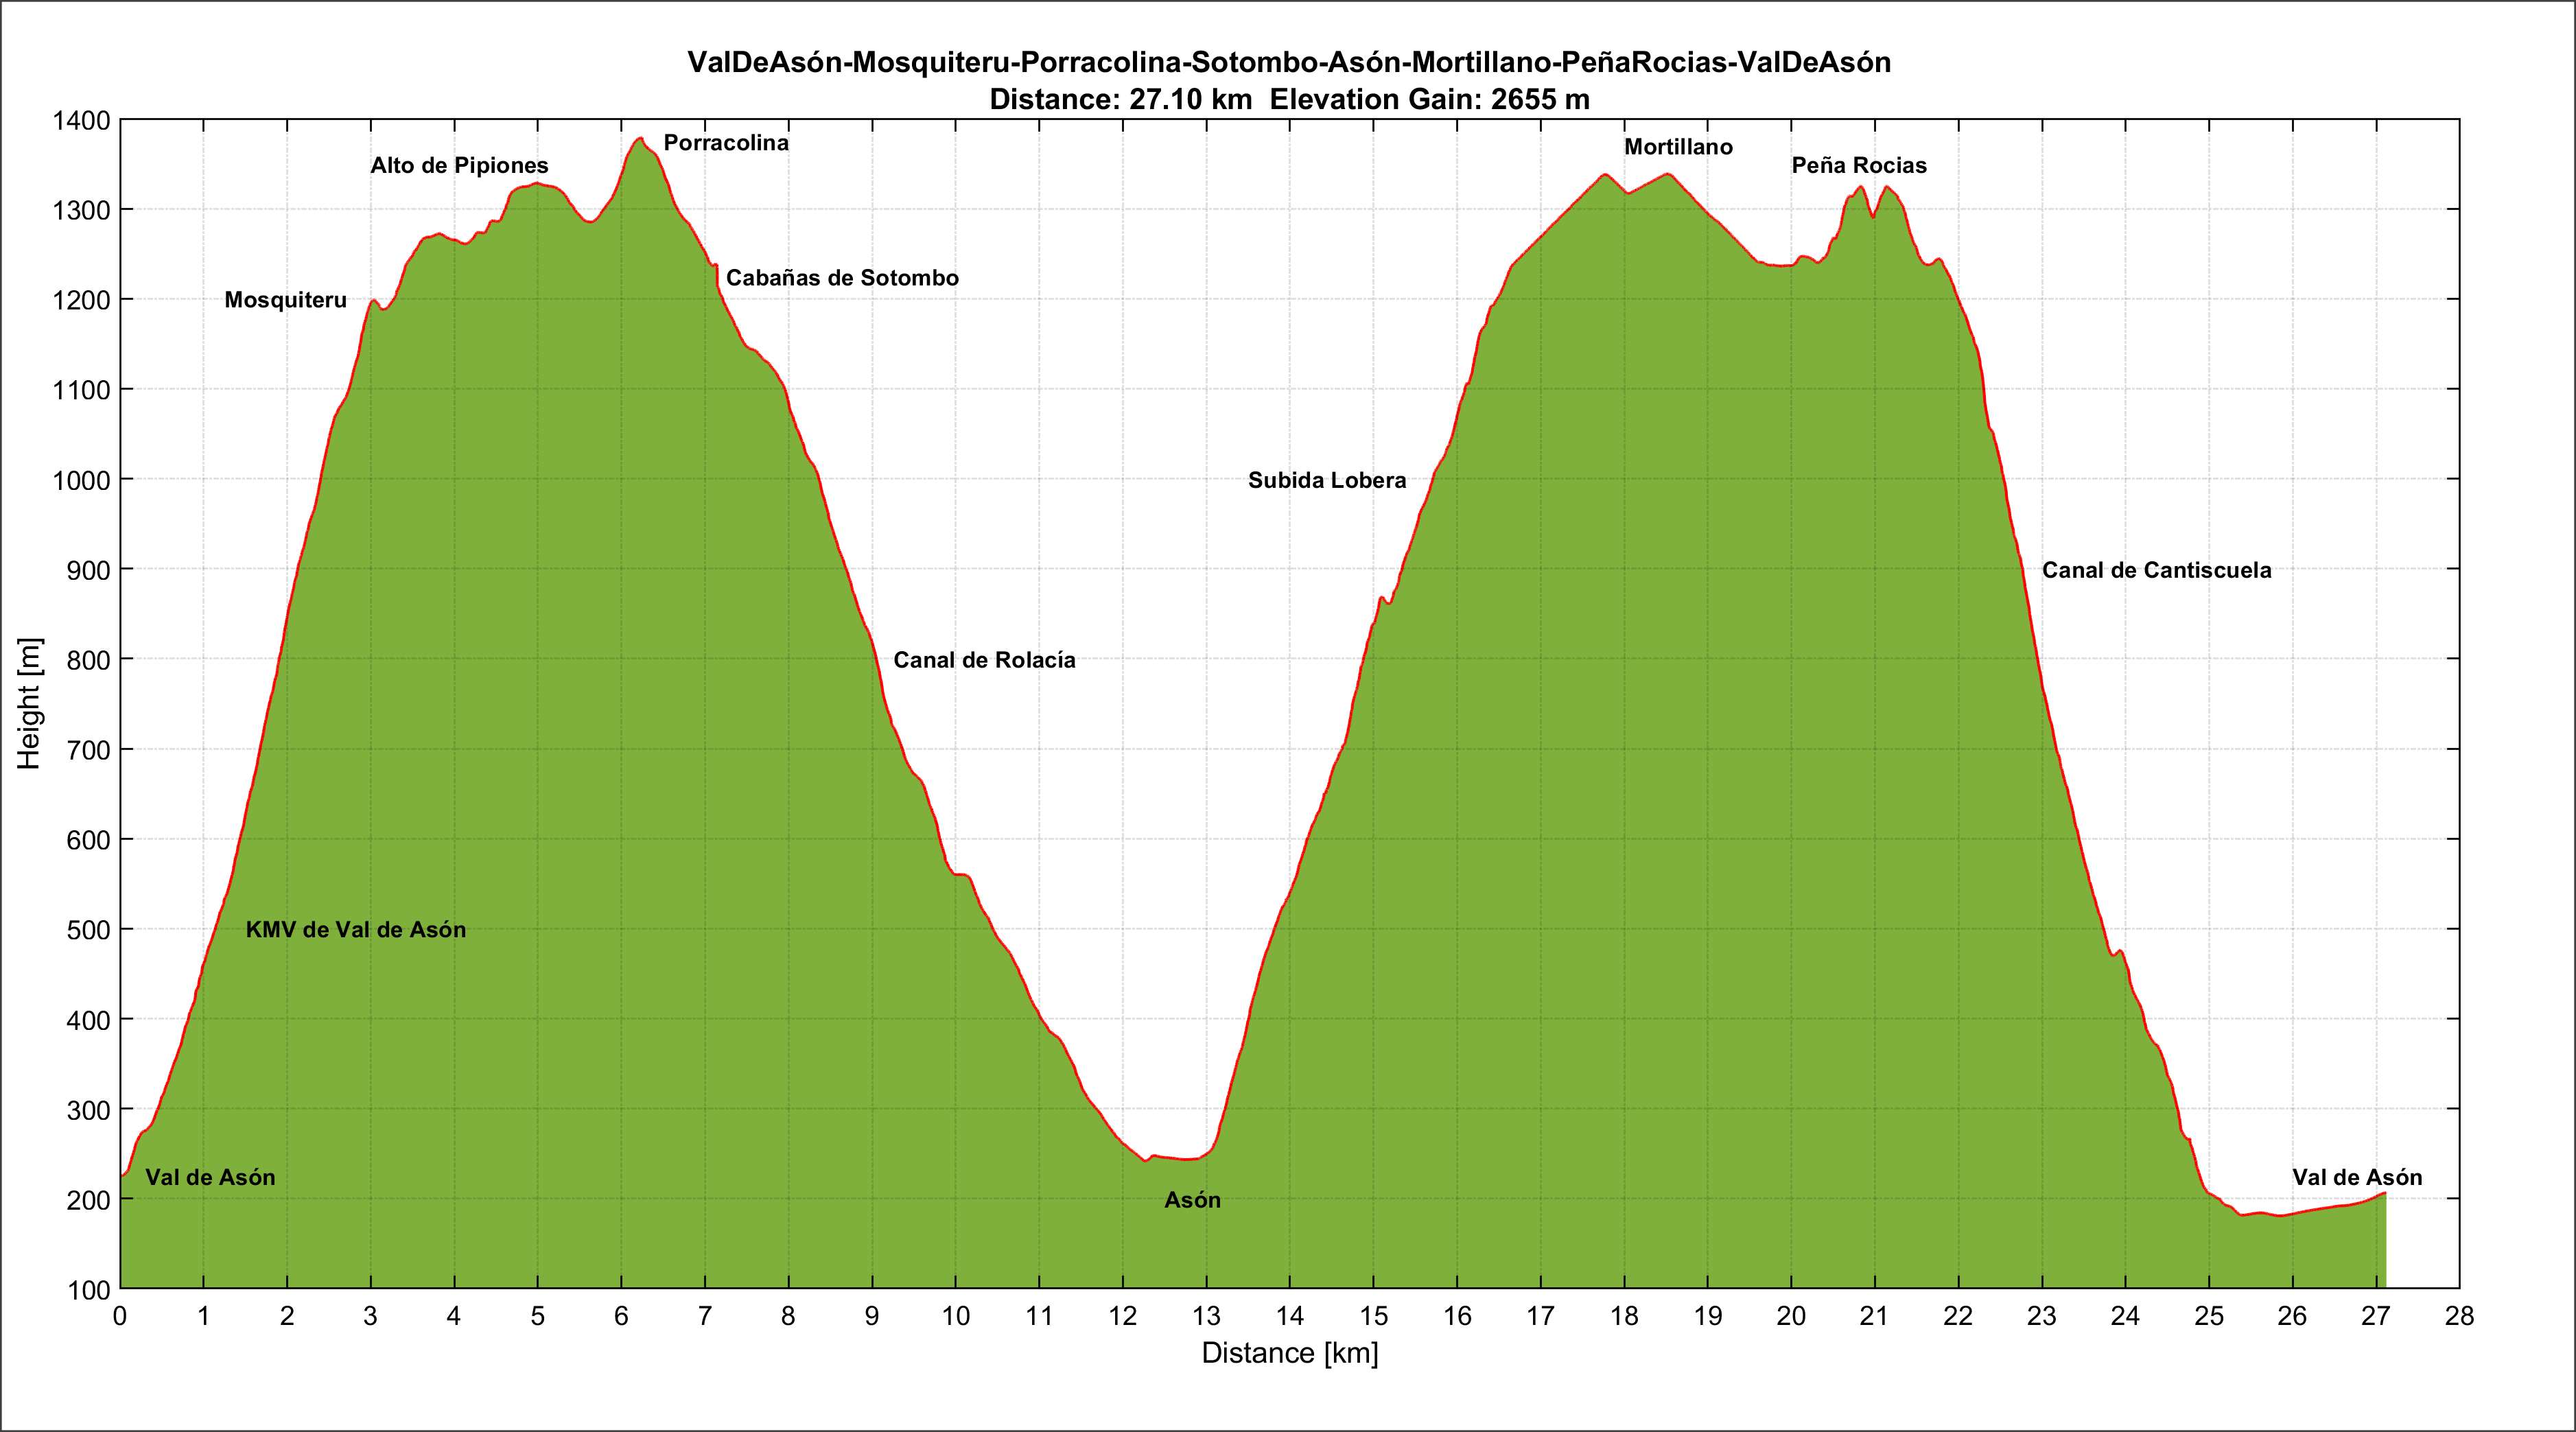 ValDeAsón-Mosquiteru-Porracolina-Sotombo-Asón-Mortillano-PeñaRocias-ValDeAsón
Distance: 27.10 km  Elevation Gain: 2655 m
1400
1300
1200
1100
1000
900
800
700
600
500
400
300
200
100
Height [m]
Porracolina
Alto de Pipiones
Mortillano
Peña Rocias
Cabañas de Sotombo
Mosquiteru
Subida Lobera
Canal de Cantiscuela
Canal de Rolacía
KMV de Val de Asón
Val de Asón
Asón
Val de Asón
0 1 2 3 4 5 6 7 8 9 10 11 12 13 14 15 16 17 18 19 20 21 22 23 24 25 26 27 28
Distance [km]